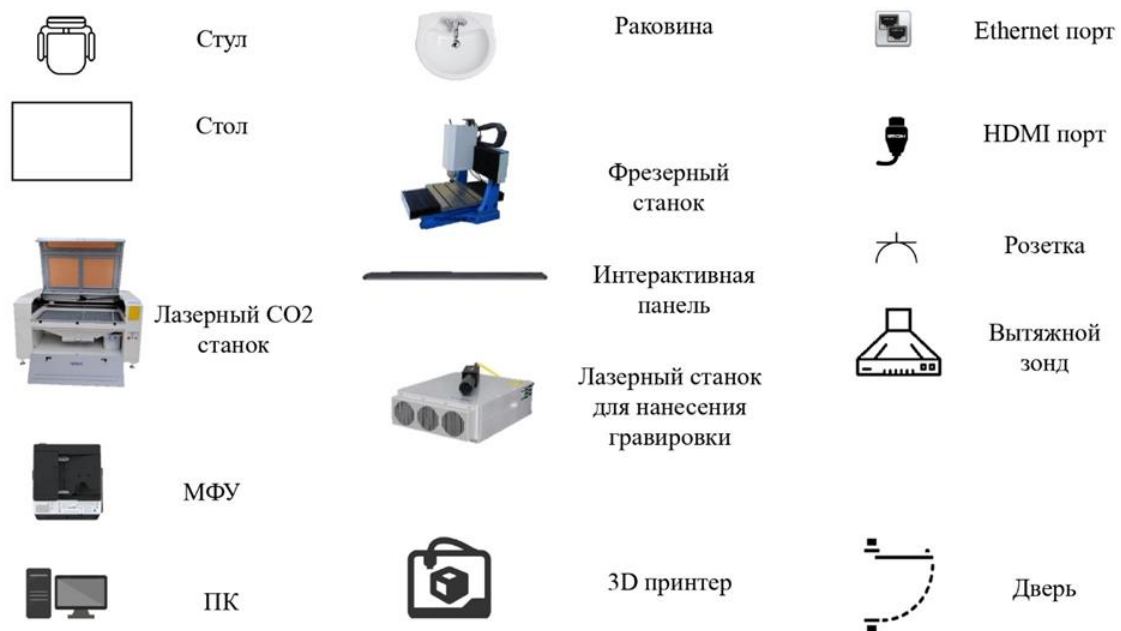 Стул
Стол
Лазерный CO2
станок
МФУ
ПК
Раковина
Фрезерный
станок
Интерактивная
панель
Лазерный станок
для нанесения
гравировки
3D принтер
Ethernet порт
HDMI порт
Розетка
Вытяжной
зонд
Дверь